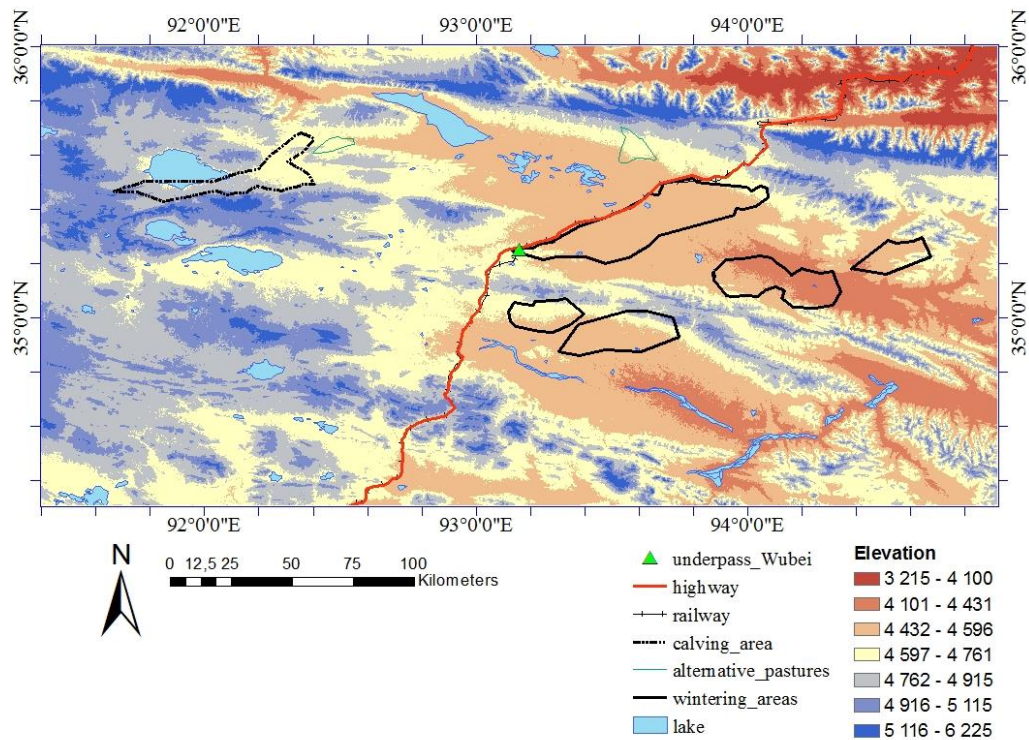 92°0'0"E 93°0'0"E 94°0'0"E
36°0'0"N 36°0'0"N
35°0'0"N 35°0'0"N
92°0'0"E 93°0'0"E 94°0'0"E
N
0 12,5 25 50 75 100
Kilometers
underpass_Wubei
highway
railway
calving_area
alternative_pastures
wintering_areas
lake
Elevation
3 215 - 4 100
4 101 - 4 431
4 432 - 4 596
4 597 - 4 761
4 762 - 4 915
4 916 - 5 115
5 116 - 6 225